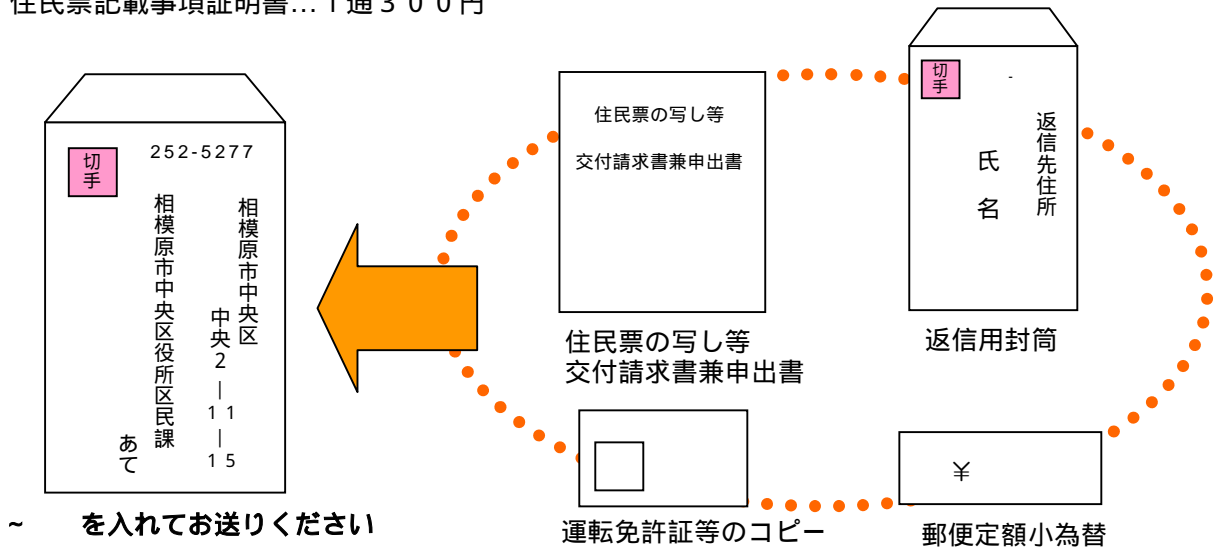 住民票記載事項証明書…1通300円
切手
252-5277
相模原市中央区
中央2－11－15
相模原市中央区役所区民課
あて
住民票の写し等
交付請求書兼申出書
住民票の写し等
交付請求書兼申出書
切手
-
返信先住所
氏名
返信用封筒
運転免許証等のコピー
￥
郵便定額小為替
~　　を入れてお送りください